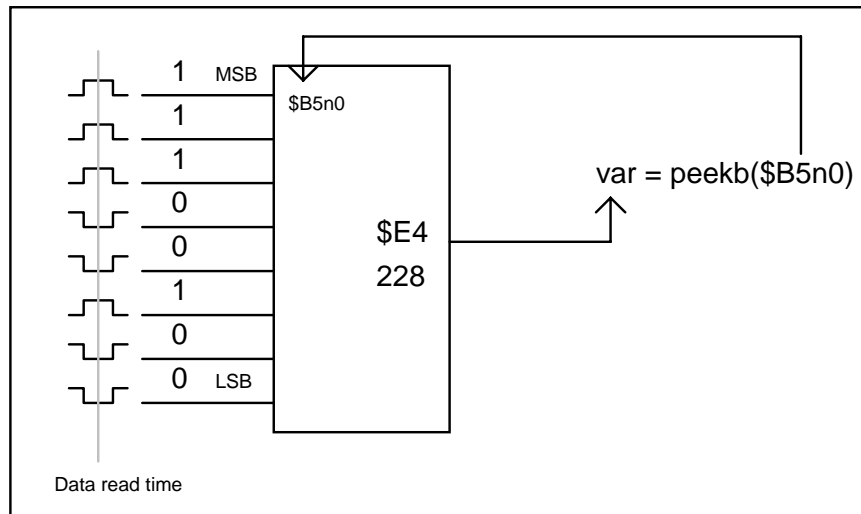 1 MSB
$B5n0
1
1
var = peekb($B5n0)
0
$E4
0
228
1
0
0 LSB
Data read time